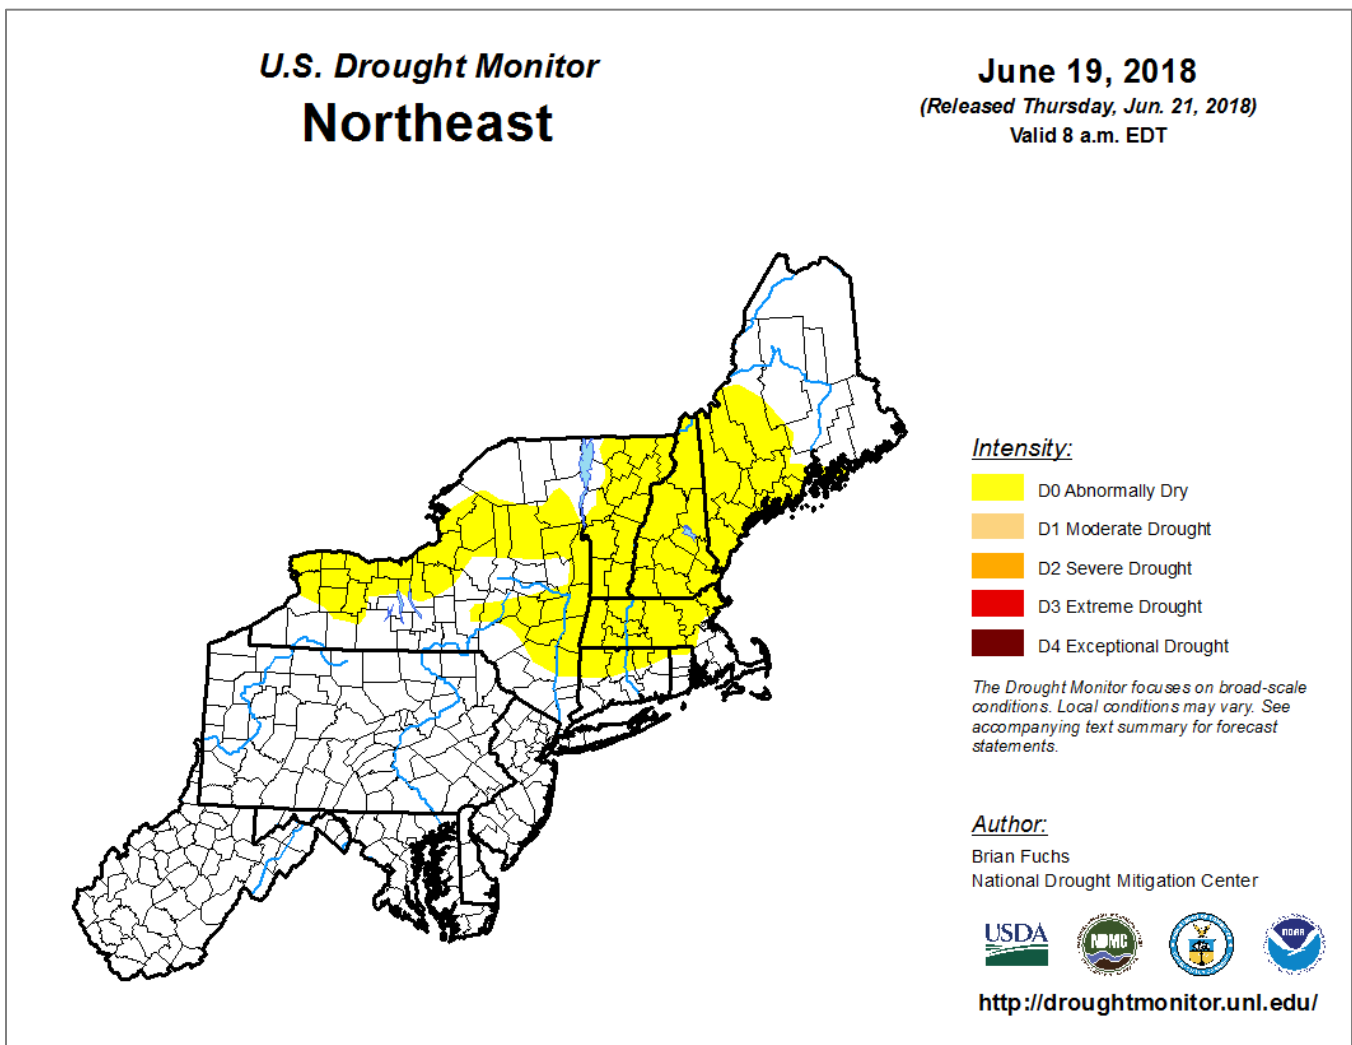 U.S. Drought Monitor
Northeast
June 19, 2018
(Released Thursday, Jun. 21, 2018)
Valid 8 a.m. EDT
Intensity:
D0 Abnormally Dry
D1 Moderate Drought
D2 Severe Drought
D3 Extreme Drought
D4 Exceptional Drought
The Drought Monitor focuses on broad-scale
conditions. Local conditions may vary. See
accompanying text summary for forecast
statements.
Author:
Brian Fuchs
National Drought Mitigation Center
USDA
NDMC
NOAA
http://droughtmonitor.unl.edu/